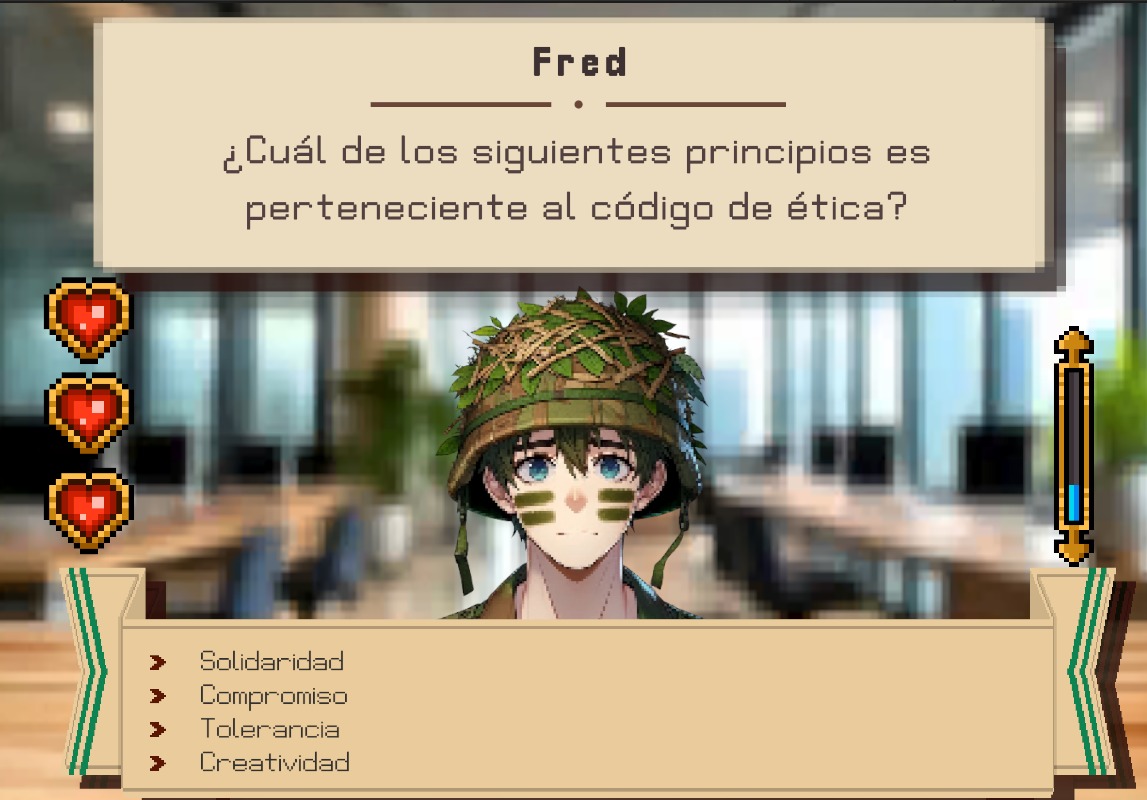 Fred
¿Cuál de los siguientes principios es
perteneciente al código de ética?
Solidaridad
Compromiso
Tolerancia
Creatividad